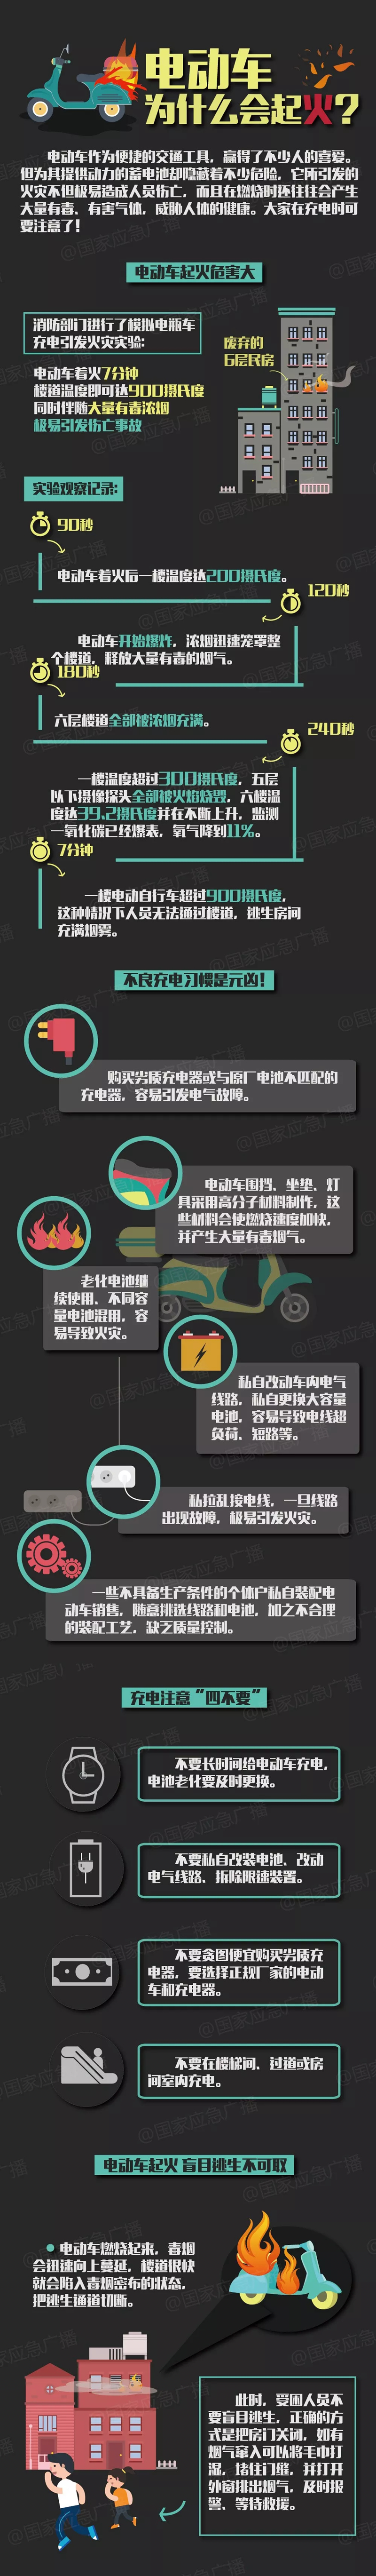 电动车
为什么会起火?
电动车作为便捷的交通工具，赢得了不少人的喜爱。
但为其提供动力的蓄电池却隐藏着不少危险，它所引发的
火灾不但极易造成人员伤亡，而且在燃烧时还往往会产生
大量有毒、有害气体，威胁人体的健康。大家在充电时可
要注意了!
电动车起火危害大
消防部门进行了模拟电瓶车
充电引发火灾实验:
废弃的
6层民房
电动车着火7分钟
楼道温度即可达900摄氏度
同时伴随大量有毒浓烟
极易引发伤亡事故
实验观察记录:
90秒
电动车着火后一楼温度达200摄氏度。
120秒
电动车开始爆炸，浓烟迅速笼罩整
个楼道，释放大量有毒的烟气。
180秒
六层楼道全部被浓烟充满。
240秒
一楼温度超过300摄氏度，五层
以下摄像探头全部被火焰烧毁，六楼温
度达39.2摄氏度并在不断上升，监测
一氧化碳已经爆表，氧气降到11%。
7分钟
一楼电动自行车超过900摄氏度，
这种情况下人员无法通过楼道，逃生房间
充满烟雾。
不良充电习惯是元凶!
购买劣质充电器或与原厂电池不匹配的
充电器，容易引发电气故障。
电动车围挡、坐垫、灯
具采用高分子材料制作，这
些材料会使燃烧速度加快，
并产生大量有毒烟气。
老化电池继
续使用、不同容
量电池混用，容
易导致火灾。
私自改动车内电气
线路，私自更换大容量
电池，容易导致电线超
负荷、短路等。
私拉乱接电线，一旦线路
出现故障，极易引发火灾。
一些不具备生产条件的个体户私自装配电
动车销售，随意挑选线路和电池，加之不合理
的装配工艺，缺乏质量控制。
充电注意“四不要”
不要长时间给电动车充电，
电池老化要及时更换。
不要私自改装电池、改动
电气线路、拆除限速装置。
不要贪图便宜购买劣质充
电器，要选择正规厂家的电动
车和充电器。
不要在楼梯间、过道或房
间室内充电。
电动车起火 盲目逃生不可取
电动车燃烧起来，毒烟
会迅速向上蔓延，楼道很快
就会陷入毒烟密布的状态，
把逃生通道切断。
此时，受困人员不
要盲目逃生，正确的方
式是把房门关闭，如有
烟气窜入可以将毛巾打
湿，堵住门缝，并打开
外窗排出烟气，及时报
警、等待救援。
@国家应急广播